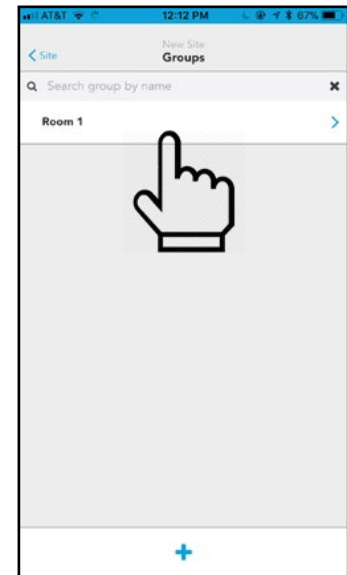 AT&T 12:12 PM 67%
New Site
Site Groups
Search group by name
Room 1